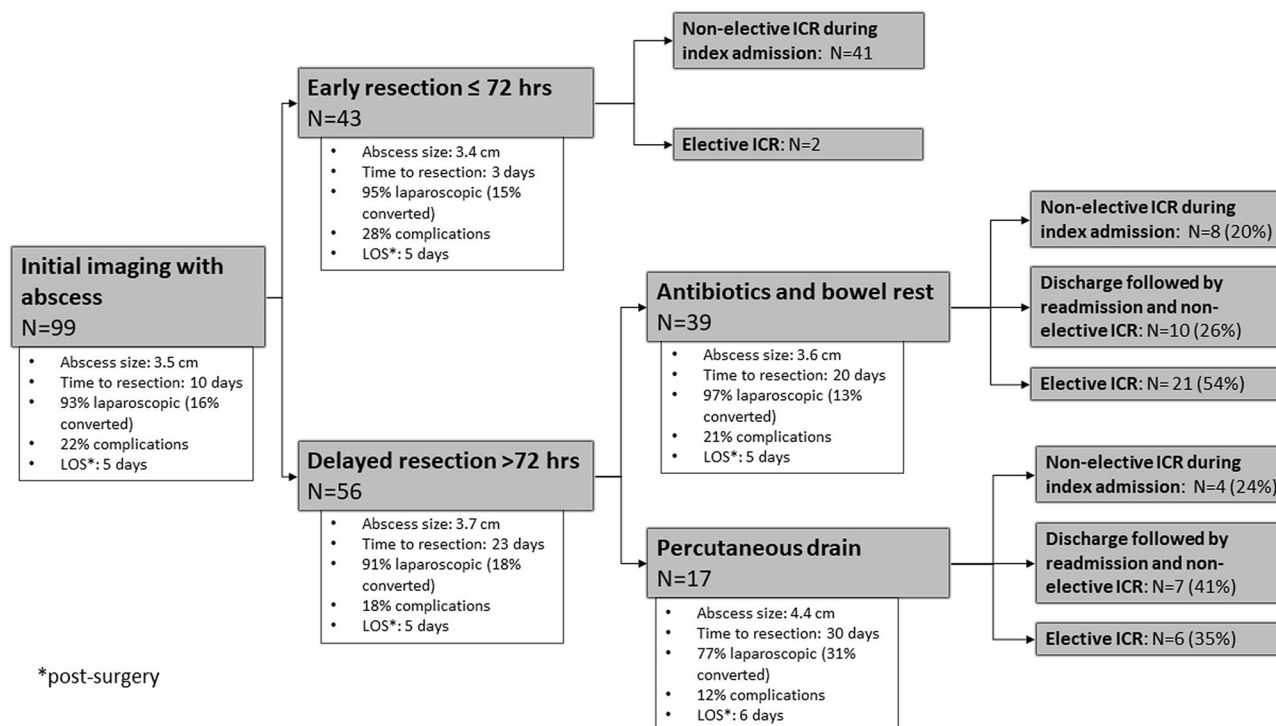 Initial imaging with
abscess
N=99
• Abscess size: 3.5 cm
• Time to resection: 10 days
• 93% laparoscopic (16%
converted)
• 22% complications
• LOS*: 5 days
Early resection ≤ 72 hrs
N=43
• Abscess size: 3.4 cm
• Time to resection: 3 days
• 95% laparoscopic (15%
converted)
• 28% complications
• LOS*: 5 days
Non-elective ICR during
index admission: N=41
Elective ICR: N=2
Delayed resection >72 hrs
N=56
• Abscess size: 3.7 cm
• Time to resection: 23 days
• 91% laparoscopic (18%
converted)
• 18% complications
• LOS*: 5 days
Antibiotics and bowel rest
N=39
• Abscess size: 3.6 cm
• Time to resection: 20 days
• 97% laparoscopic (13%
converted)
• 21% complications
• LOS*: 5 days
Non-elective ICR during
index admission: N=8 (20%)
Discharge followed by
readmission and non-
elective ICR: N=10 (26%)
Elective ICR: N= 21 (54%)
Percutaneous drain
N=17
• Abscess size: 4.4 cm
• Time to resection: 30 days
• 77% laparoscopic (31%
converted)
• 12% complications
• LOS*: 6 days
Non-elective ICR during
index admission: N=4 (24%)
Discharge followed by
readmission and non-
elective ICR: N=7 (41%)
Elective ICR: N=6 (35%)
*post-surgery